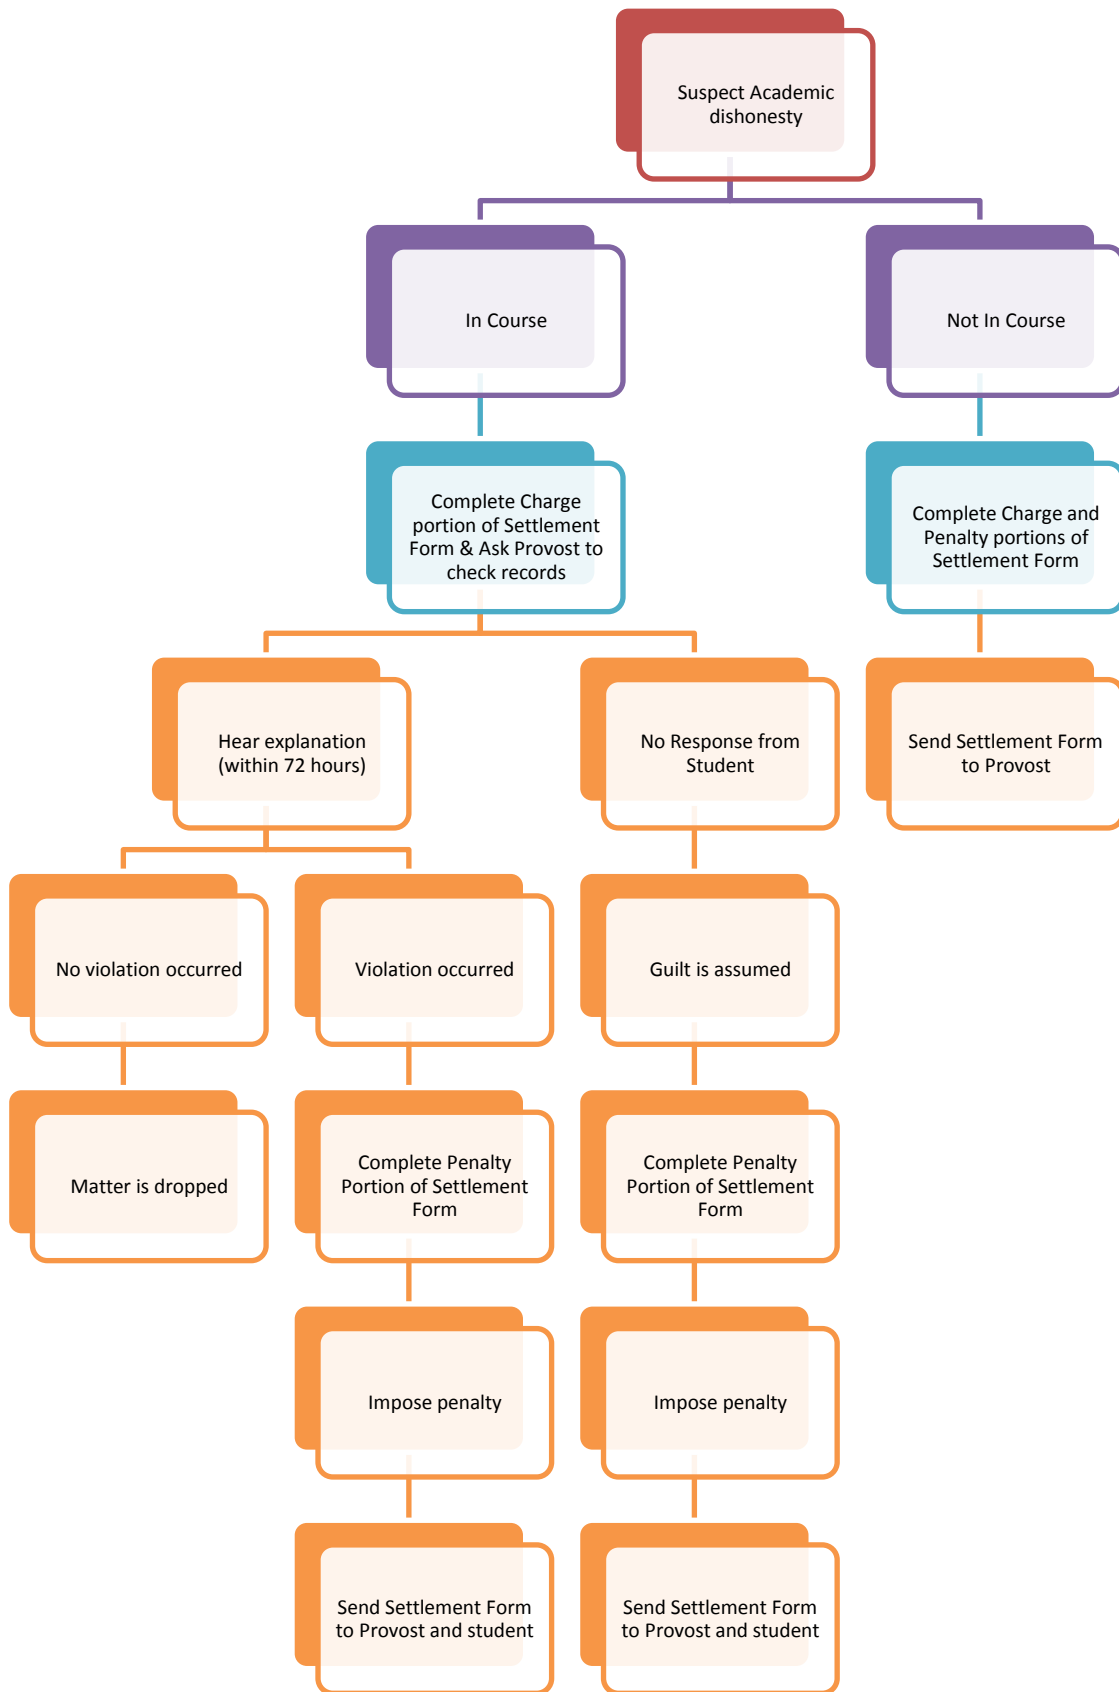 Suspect Academic
dishonesty
In Course
Not In Course
Complete Charge
portion of Settlement
Form & Ask Provost to
check records
Complete Charge and
Penalty portions of
Settlement Form
Hear explanation
(within 72 hours)
No Response from
Student
Send Settlement Form
to Provost
No violation occurred
Violation occurred
Guilt is assumed
Matter is dropped
Complete Penalty
Portion of Settlement
Form
Complete Penalty
Portion of Settlement
Form
Impose penalty
Impose penalty
Send Settlement Form
to Provost and student
Send Settlement Form
to Provost and student